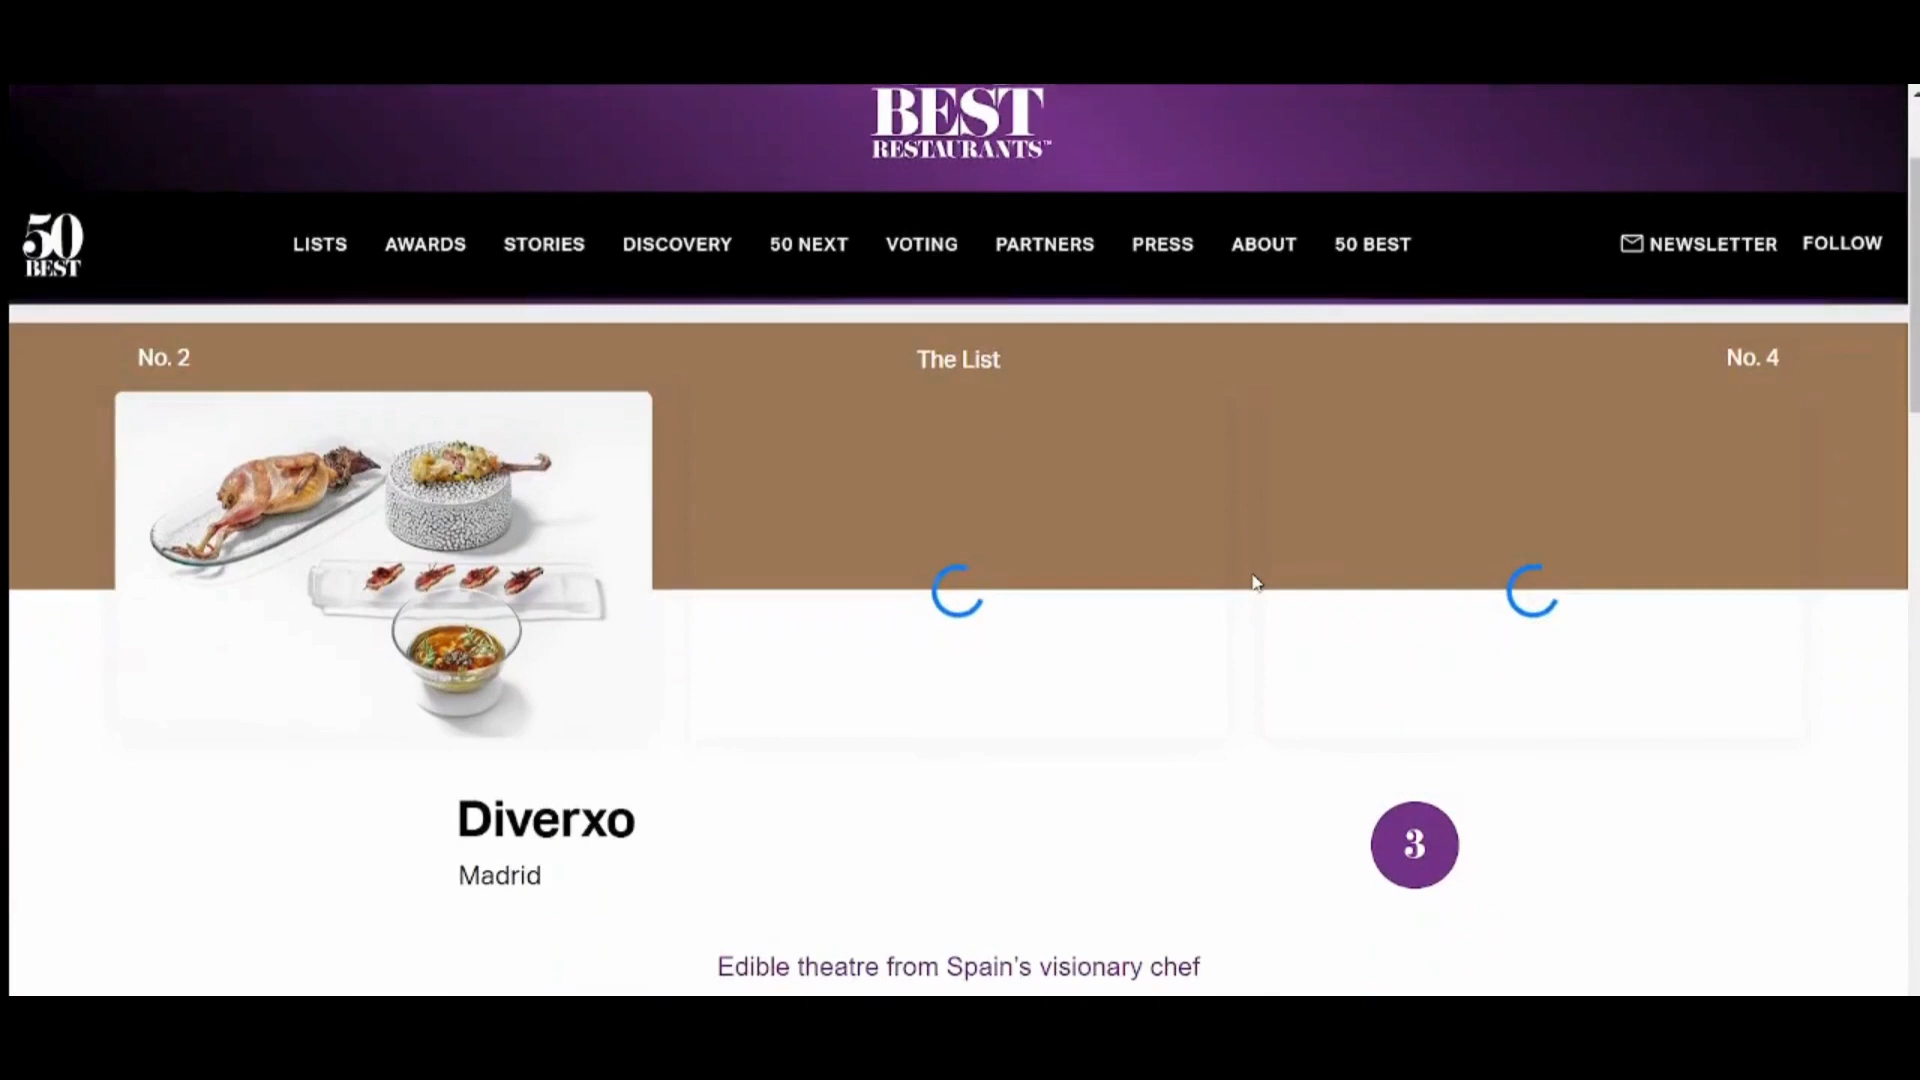 BEST
RESTAURANTS™
50
BEST
LISTS AWARDS STORIES DISCOVERY 50 NEXT VOTING PARTNERS PRESS ABOUT 50 BEST NEWSLETTER FOLLOW
No. 2 The List No. 4
Diverxo
3
Madrid
Edible theatre from Spain’s visionary chef